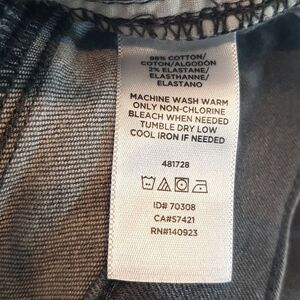 98% COTTON/
COTON/ALGODÓN
2% ELASTANE/
ELASTHANNE/
ELASTANO
MACHINE WASH WARM
ONLY NON-CHLORINE
BLEACH WHEN NEEDED
TUMBLE DRY LOW
COOL IRON IF NEEDED
481728
ID# 70308
CA#57421
RN#140923